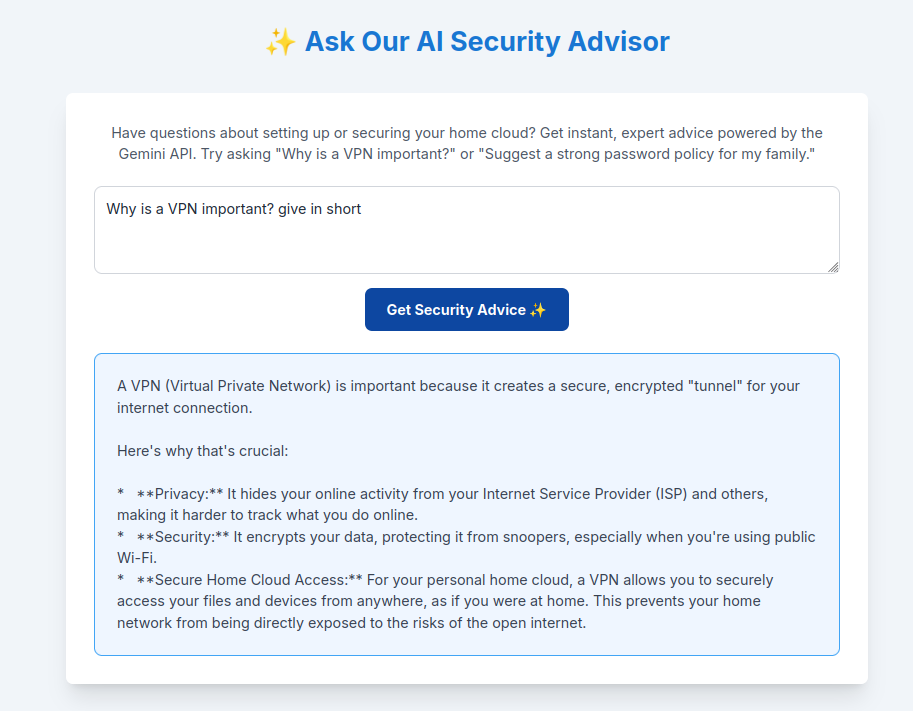 ✨ Ask Our AI Security Advisor
Have questions about setting up or securing your home cloud? Get instant, expert advice powered by the
Gemini API. Try asking "Why is a VPN important?" or "Suggest a strong password policy for my family."
Why is a VPN important? give in short
Get Security Advice ✨
A VPN (Virtual Private Network) is important because it creates a secure, encrypted "tunnel" for your
internet connection.
Here's why that's crucial:
*   **Privacy:** It hides your online activity from your Internet Service Provider (ISP) and others,
making it harder to track what you do online.
*   **Security:** It encrypts your data, protecting it from snoopers, especially when you're using public
Wi-Fi.
*   **Secure Home Cloud Access:** For your personal home cloud, a VPN allows you to securely
access your files and devices from anywhere, as if you were at home. This prevents your home
network from being directly exposed to the risks of the open internet.